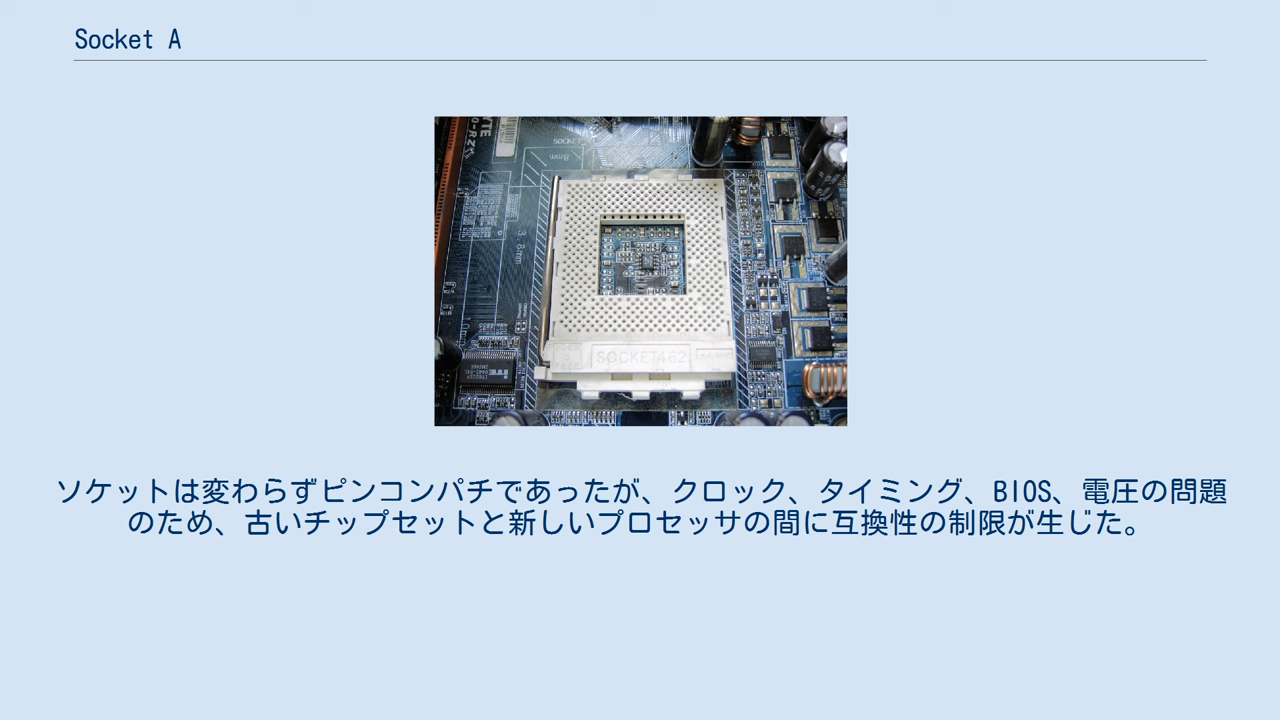 Socket A
SOCKET462
ソケットは変わらずピンコンパチであったが、クロック、タイミング、BIOS、電圧の問題
のため、古いチップセットと新しいプロセッサの間に互換性の制限が生じた。